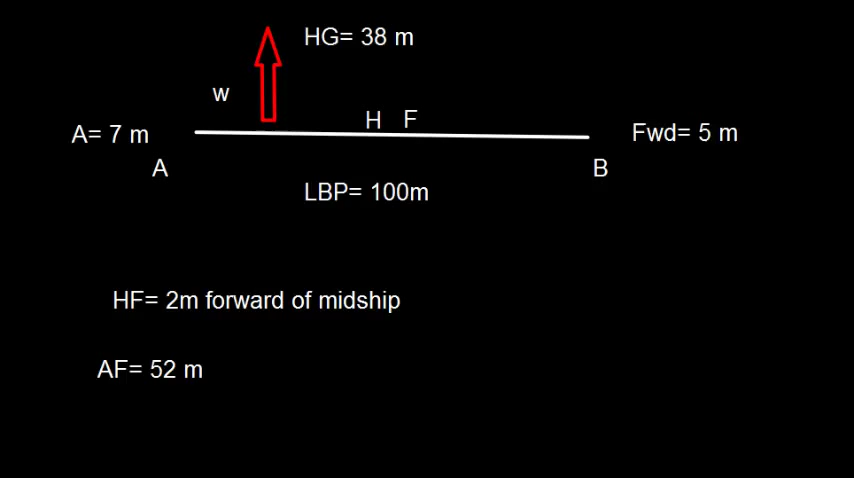 HG= 38 m
w
H F
A= 7 m
Fwd= 5 m
A
B
LBP= 100m
HF= 2m forward of midship
AF= 52 m